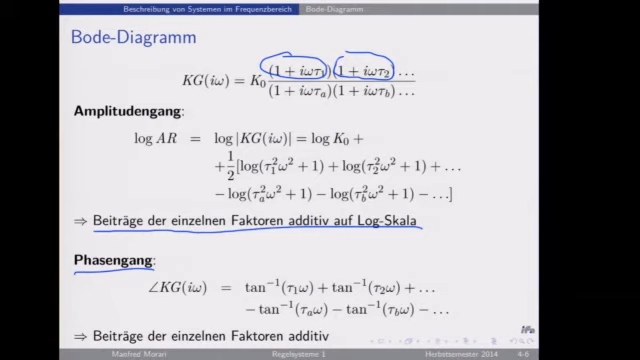 Beschreibung von Systemen im Frequenzbereich Bode-Diagramm
Bode-Diagramm
KG(iω) = K₀ (1 + iωτ₁)(1 + iωτ₂) … / (1 + iωτₐ)(1 + iωτ_b) …
Amplitudengang:
log AR = log |KG(iω)| = log K₀ +
+ 1/2 [log(τ₁²ω² + 1) + log(τ₂²ω² + 1) + …
− log(τₐ²ω² + 1) − log(τ_b²ω² + 1) − …]
⇒ Beiträge der einzelnen Faktoren additiv auf Log-Skala
Phasengang:
∠KG(iω) = tan⁻¹(τ₁ω) + tan⁻¹(τ₂ω) + …
− tan⁻¹(τₐω) − tan⁻¹(τ_bω) − …
⇒ Beiträge der einzelnen Faktoren additiv
Manfred Morari Regelsysteme 1 Herbstsemester 2014 4-6